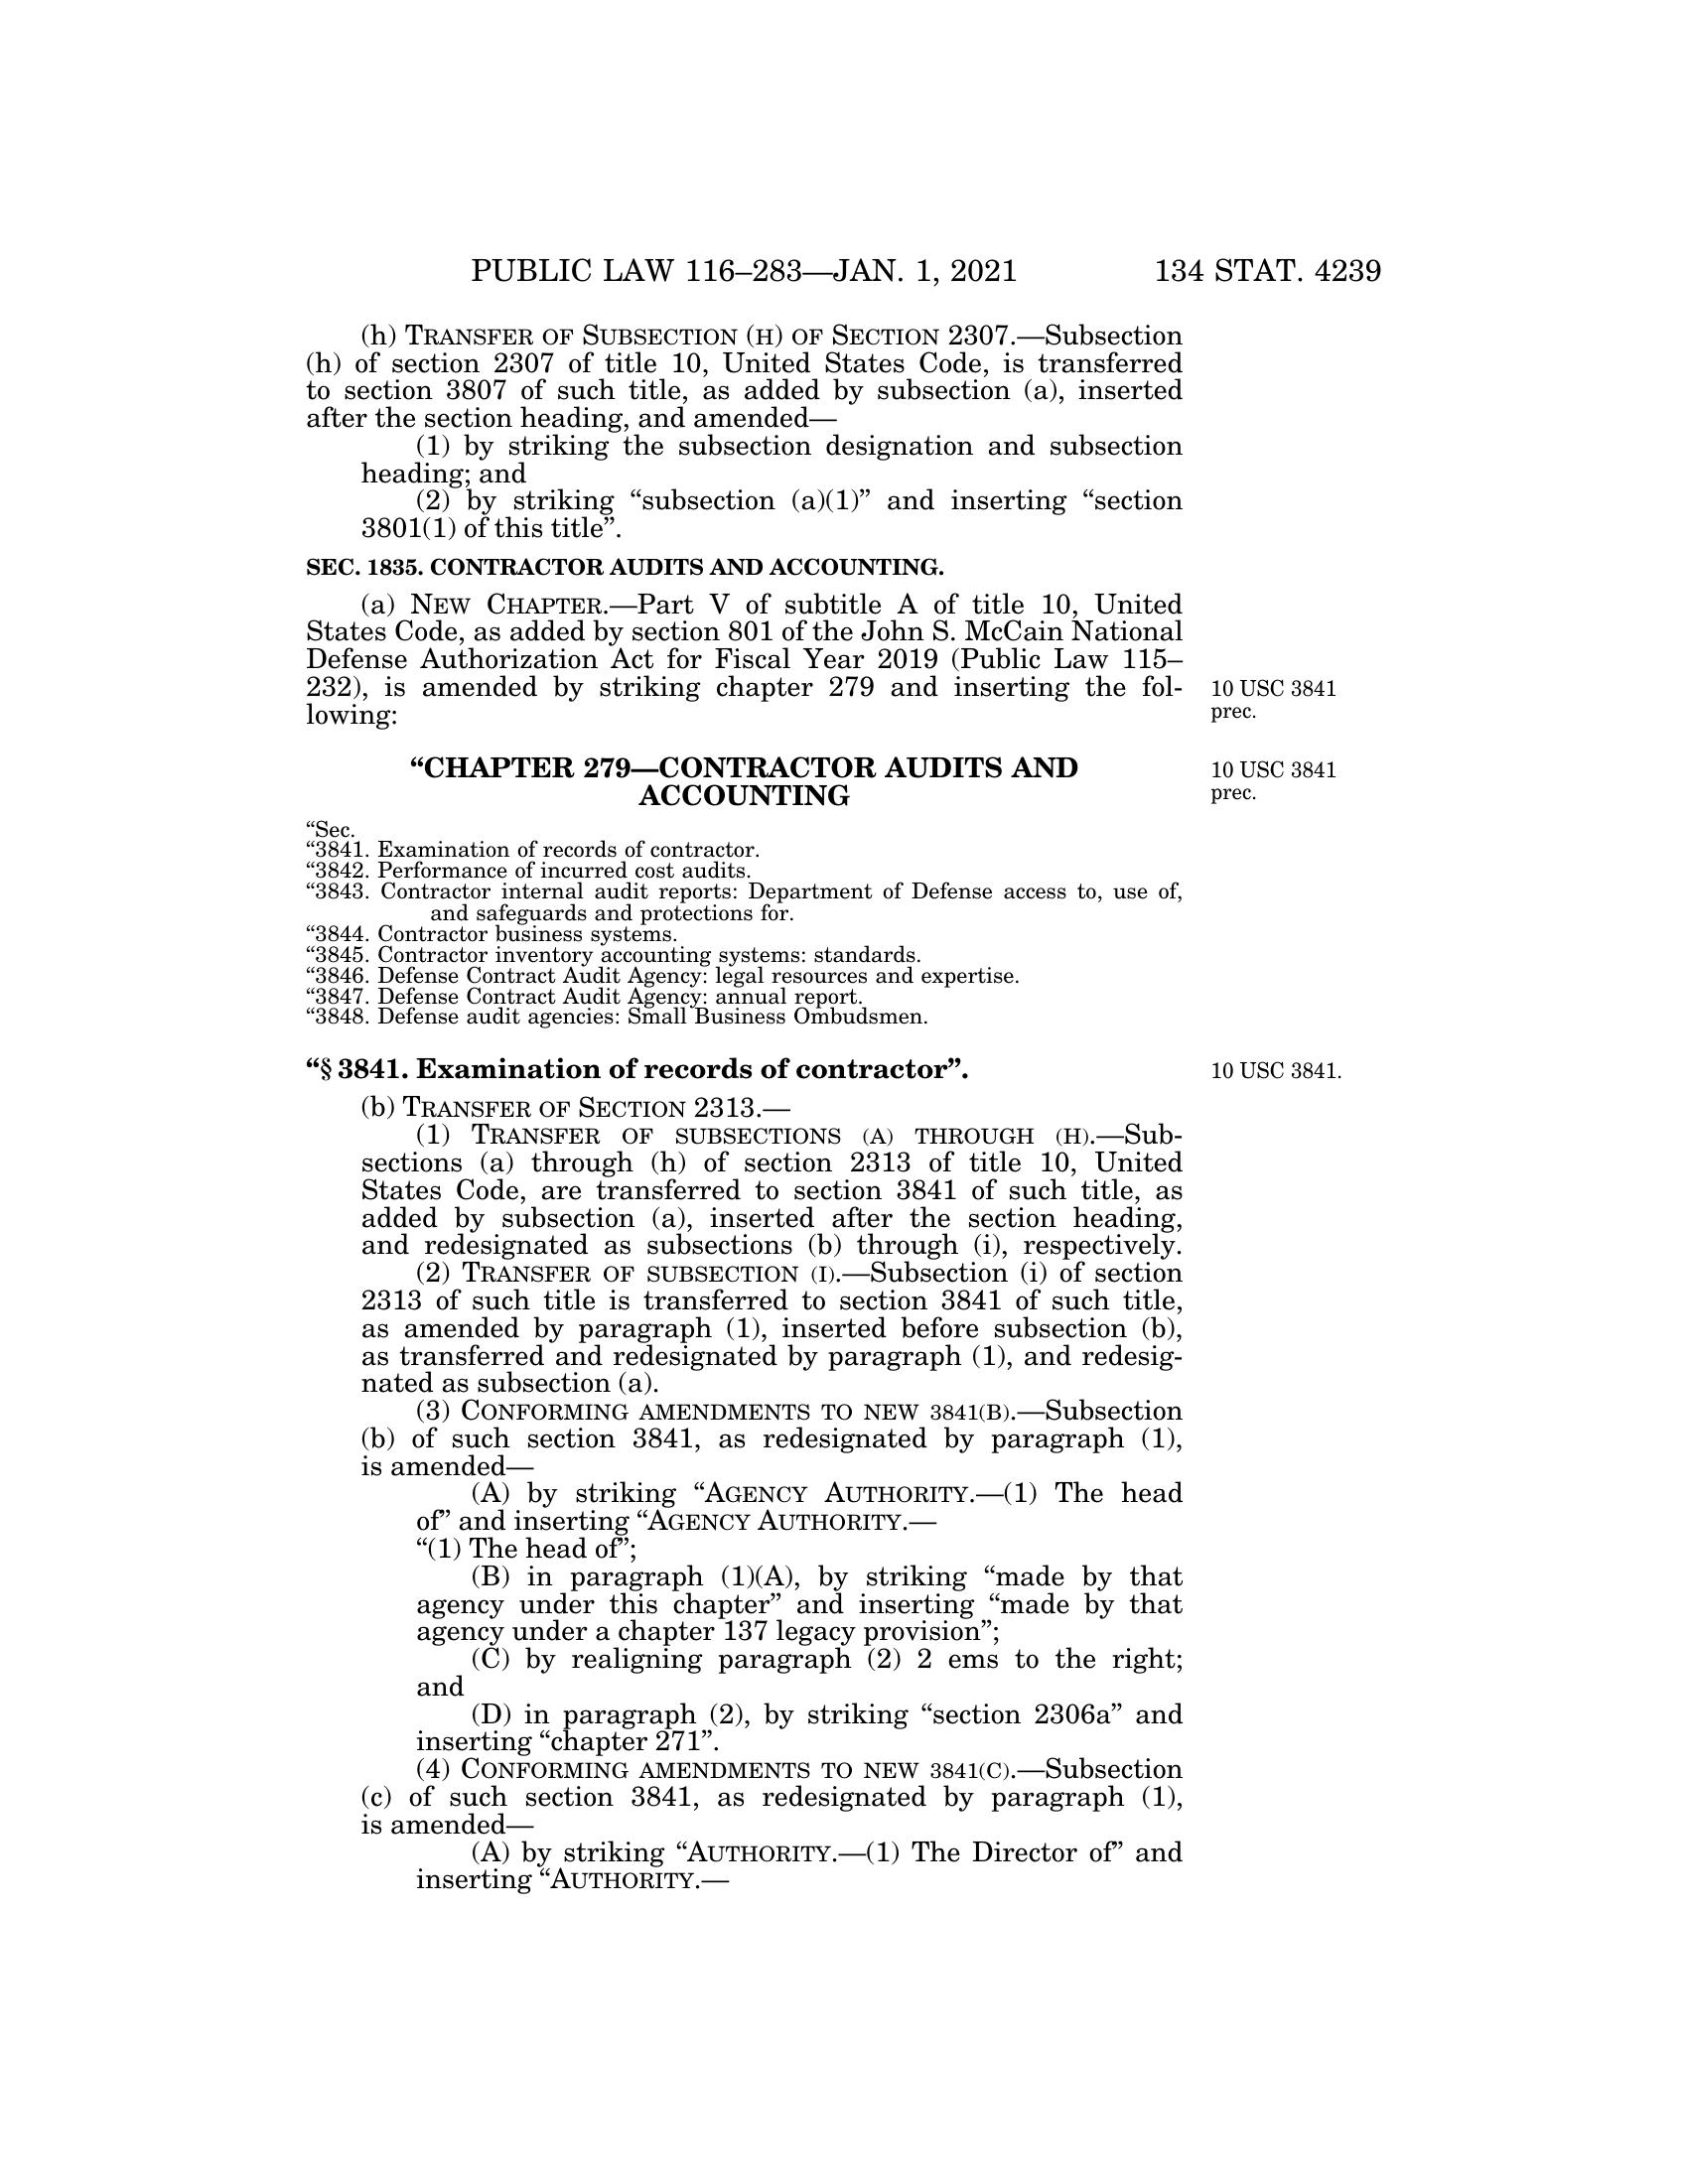 PUBLIC LAW 116–283—JAN. 1, 2021
134 STAT. 4239
(h) TRANSFER OF SUBSECTION (H) OF SECTION 2307.—Subsection
(h) of section 2307 of title 10, United States Code, is transferred
to section 3807 of such title, as added by subsection (a), inserted
after the section heading, and amended—
(1) by striking the subsection designation and subsection
heading; and
(2) by striking “subsection (a)(1)” and inserting “section
3801(1) of this title”.
SEC. 1835. CONTRACTOR AUDITS AND ACCOUNTING.
(a) NEW CHAPTER.—Part V of subtitle A of title 10, United
States Code, as added by section 801 of the John S. McCain National
Defense Authorization Act for Fiscal Year 2019 (Public Law 115–
232), is amended by striking chapter 279 and inserting the fol-
lowing:
10 USC 3841
prec.
“CHAPTER 279—CONTRACTOR AUDITS AND
ACCOUNTING
10 USC 3841
prec.
“Sec.
“3841. Examination of records of contractor.
“3842. Performance of incurred cost audits.
“3843. Contractor internal audit reports: Department of Defense access to, use of,
and safeguards and protections for.
“3844. Contractor business systems.
“3845. Contractor inventory accounting systems: standards.
“3846. Defense Contract Audit Agency: legal resources and expertise.
“3847. Defense Contract Audit Agency: annual report.
“3848. Defense audit agencies: Small Business Ombudsmen.
“§ 3841. Examination of records of contractor”.
10 USC 3841.
(b) TRANSFER OF SECTION 2313.—
(1) TRANSFER OF SUBSECTIONS (A) THROUGH (H).—Sub-
sections (a) through (h) of section 2313 of title 10, United
States Code, are transferred to section 3841 of such title, as
added by subsection (a), inserted after the section heading,
and redesignated as subsections (b) through (i), respectively.
(2) TRANSFER OF SUBSECTION (I).—Subsection (i) of section
2313 of such title is transferred to section 3841 of such title,
as amended by paragraph (1), inserted before subsection (b),
as transferred and redesignated by paragraph (1), and redesig-
nated as subsection (a).
(3) CONFORMING AMENDMENTS TO NEW 3841(B).—Subsection
(b) of such section 3841, as redesignated by paragraph (1),
is amended—
(A) by striking “AGENCY AUTHORITY.—(1) The head
of” and inserting “AGENCY AUTHORITY.—
“(1) The head of”;
(B) in paragraph (1)(A), by striking “made by that
agency under this chapter” and inserting “made by that
agency under a chapter 137 legacy provision”;
(C) by realigning paragraph (2) 2 ems to the right;
and
(D) in paragraph (2), by striking “section 2306a” and
inserting “chapter 271”.
(4) CONFORMING AMENDMENTS TO NEW 3841(C).—Subsection
(c) of such section 3841, as redesignated by paragraph (1),
is amended—
(A) by striking “AUTHORITY.—(1) The Director of” and
inserting “AUTHORITY.—